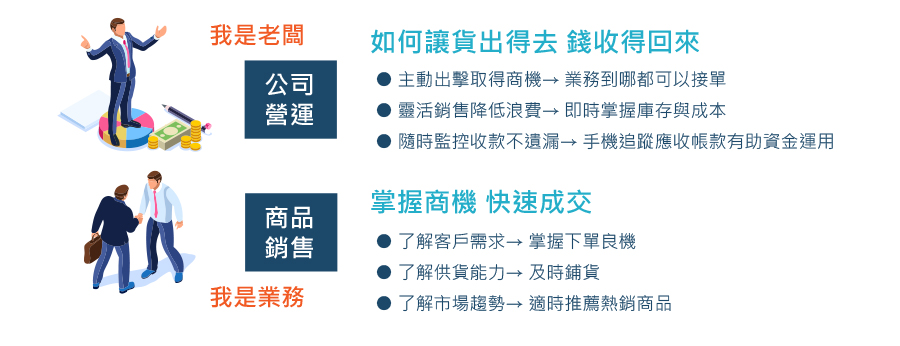 我是老闆
公司
營運
如何讓貨出得去 錢收得回來
● 主動出擊取得商機→ 業務到哪都可以接單
● 靈活銷售降低浪費→ 即時掌握庫存與成本
● 隨時監控收款不遺漏→ 手機追蹤應收帳款有助資金運用
商品
銷售
我是業務
掌握商機 快速成交
● 了解客戶需求→ 掌握下單良機
● 了解供貨能力→ 及時鋪貨
● 了解市場趨勢→ 適時推薦熱銷商品